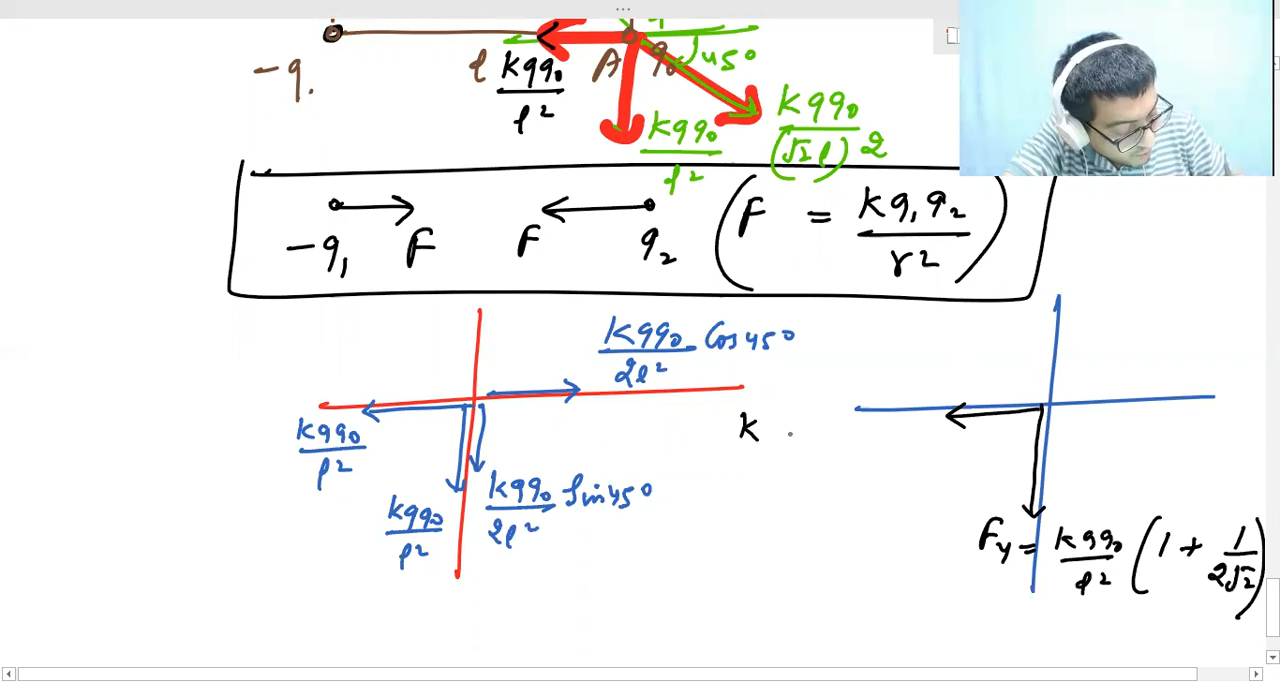 -q.
l
A
q₀
45°
kqq₀/l²
kqq₀/l²
kqq₀/(√2 l)²
-q₁ F F q₂ (F = kq₁q₂/r²)
kqq₀/2l² Cos45°
kqq₀/l²
k
kqq₀/l²
kqq₀/2l² Sin45°
Fy = kqq₀/l² (1 + 1/2√2)